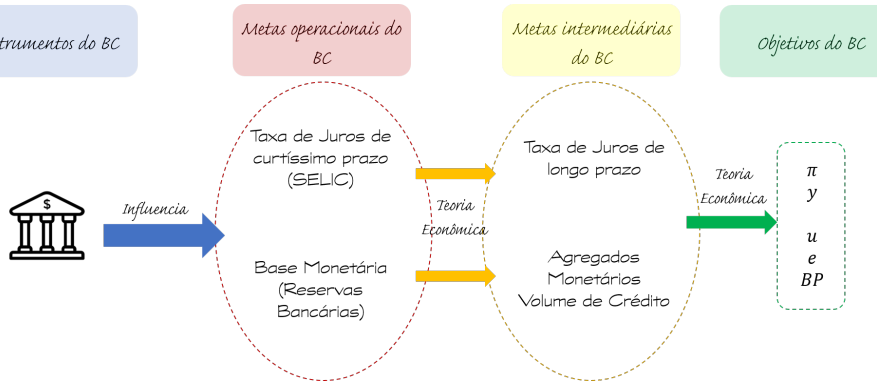 trumentos do BC
Metas operacionais do
BC
Metas intermediárias
do BC
Objetivos do BC
$
Influencia
Taxa de Juros de
curtíssimo prazo
(SELIC)
Base Monetária
(Reservas
Bancárias)
Teoria
Econômica
Taxa de Juros de
longo prazo
Agregados
Monetários
Volume de Crédito
Teoria
Econômica
π
y
u
e
BP